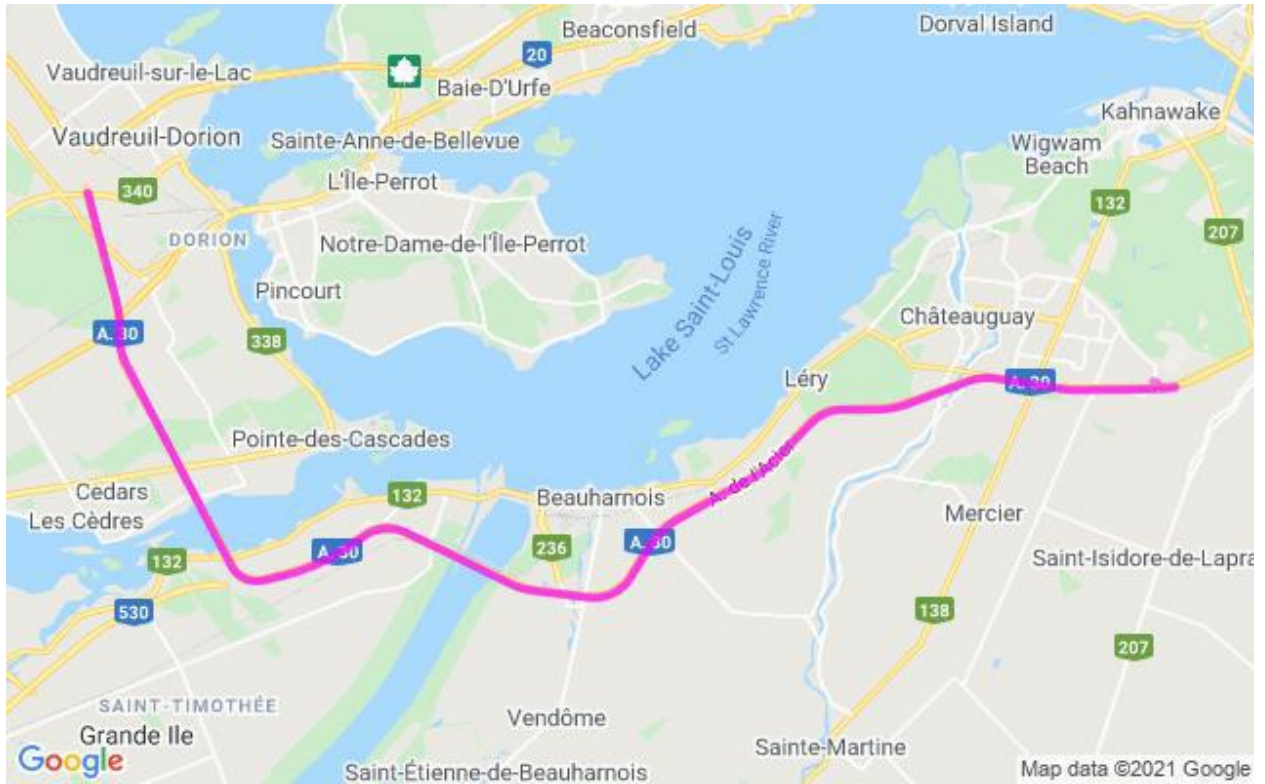 Beaconsfield
Dorval Island
20
Vaudreuil-sur-le-Lac
Baie-D'Urfe
Kahnawake
Vaudreuil-Dorion
Sainte-Anne-de-Bellevue
Wigwam
Beach
340
L'Île-Perrot
132
207
DORION
Notre-Dame-de-l'Île-Perrot
Pincourt
Lake Saint-Louis
St Lawrence River
Châteauguay
A. 30
338
Léry
A. 30
Pointe-des-Cascades
A. de l'Acier
Cedars
Les Cèdres
132
Beauharnois
Mercier
132
A. 30
236
A. 30
Saint-Isidore-de-Lapra
530
138
207
SAINT-TIMOTHÉE
Grande Ile
Vendôme
Sainte-Martine
Google
Saint-Étienne-de-Beauharnois
Map data ©2021 Google